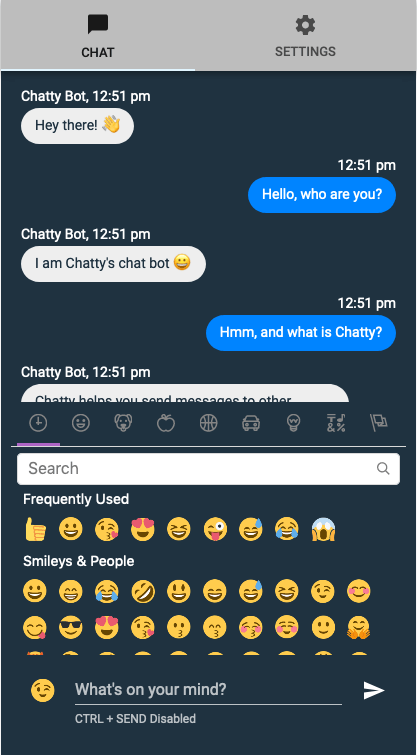 CHAT
SETTINGS
Chatty Bot, 12:51 pm
Hey there! 👋
12:51 pm
Hello, who are you?
Chatty Bot, 12:51 pm
I am Chatty's chat bot 😀
12:51 pm
Hmm, and what is Chatty?
Chatty Bot, 12:51 pm
Chatty helps you send messages to other
Search
Frequently Used
Smileys & People
What's on your mind?
CTRL + SEND Disabled